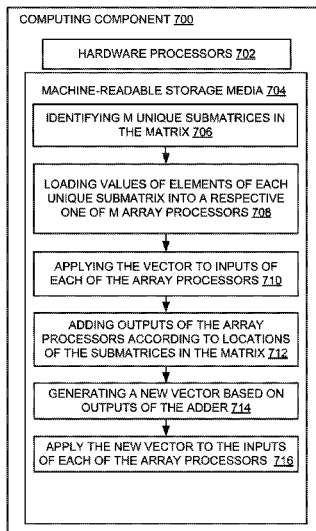 COMPUTING COMPONENT 700
HARDWARE PROCESSORS 702
MACHINE-READABLE STORAGE MEDIA 704
IDENTIFYING M UNIQUE SUBMATRICES IN
THE MATRIX 706
LOADING VALUES OF ELEMENTS OF EACH
UNIQUE SUBMATRIX INTO A RESPECTIVE
ONE OF M ARRAY PROCESSORS 708
APPLYING THE VECTOR TO INPUTS OF
EACH OF THE ARRAY PROCESSORS 710
ADDING OUTPUTS OF THE ARRAY
PROCESSORS ACCORDING TO LOCATIONS
OF THE SUBMATRICES IN THE MATRIX 712
GENERATING A NEW VECTOR BASED ON
OUTPUTS OF THE ADDER 714
APPLY THE NEW VECTOR TO THE INPUTS
OF EACH OF THE ARRAY PROCESSORS 716